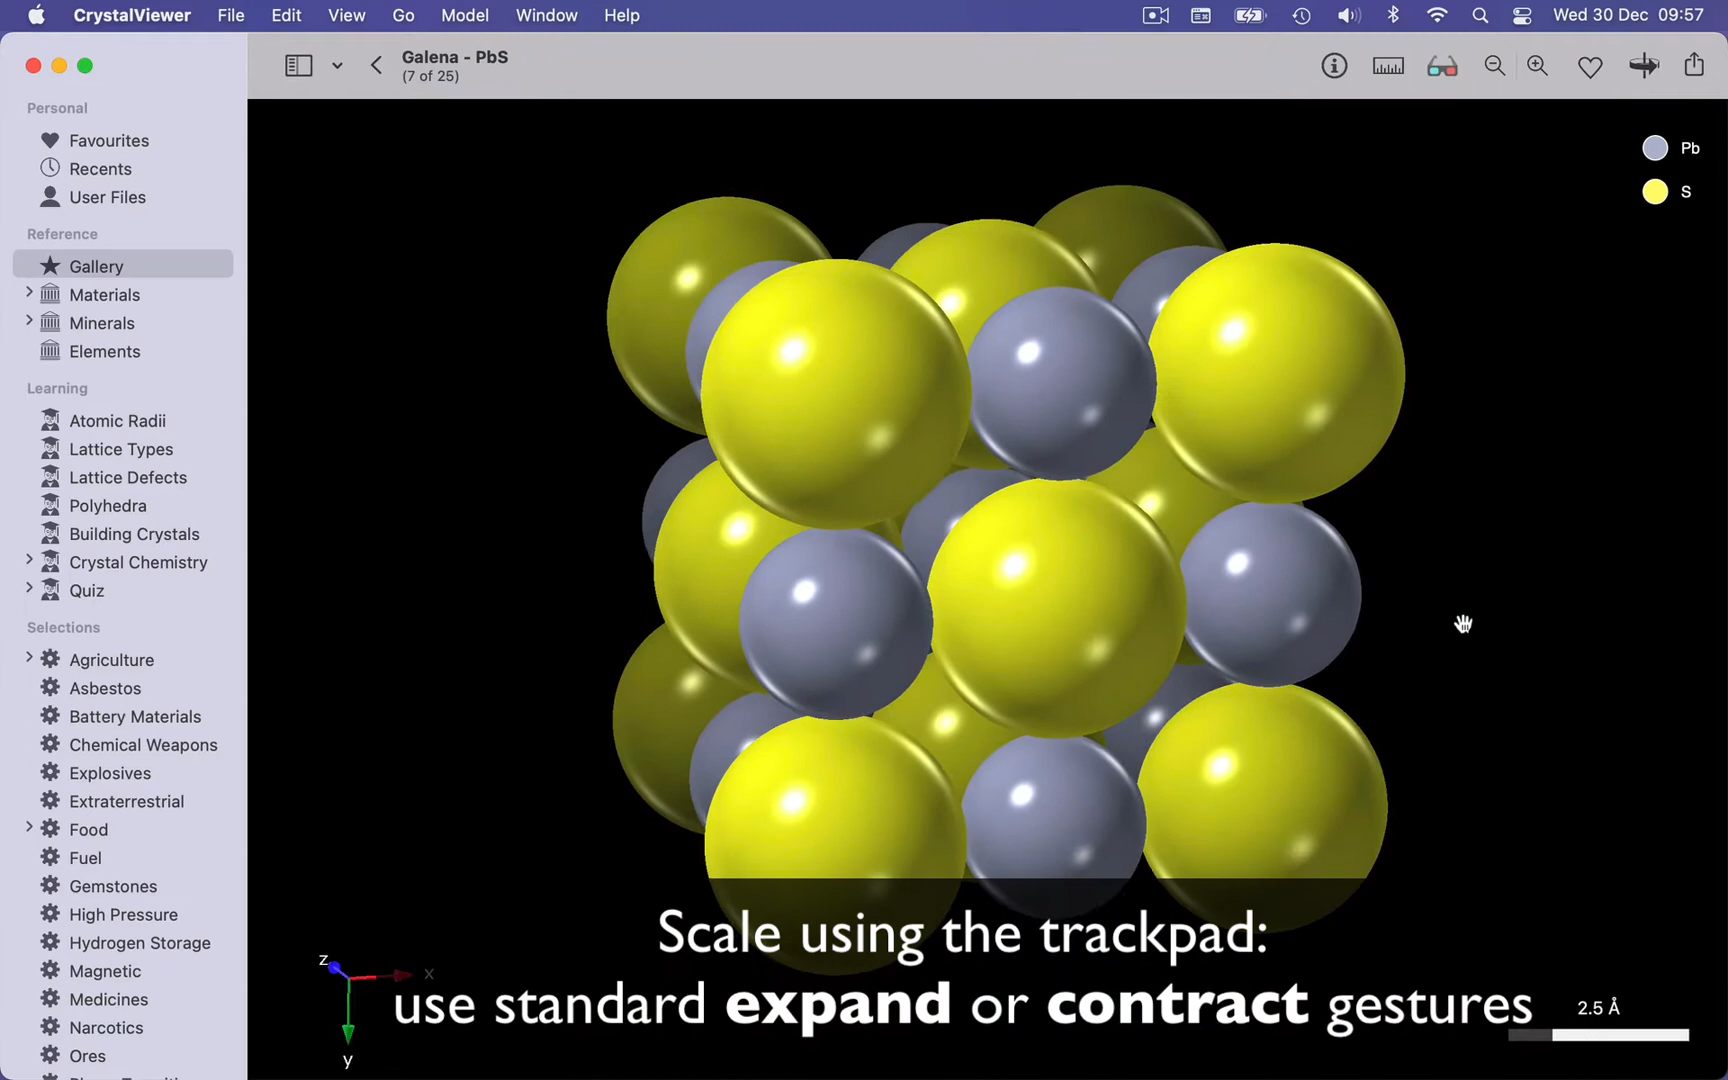 CrystalViewer File Edit View Go Model Window Help Wed 30 Dec 09:57
Galena - PbS
(7 of 25)
Personal
Favourites
Recents
User Files
Reference
Gallery
Materials
Minerals
Elements
Learning
Atomic Radii
Lattice Types
Lattice Defects
Polyhedra
Building Crystals
Crystal Chemistry
Quiz
Selections
Agriculture
Asbestos
Battery Materials
Chemical Weapons
Explosives
Extraterrestrial
Food
Fuel
Gemstones
High Pressure
Hydrogen Storage
Magnetic
Medicines
Narcotics
Ores
Pb
S
Scale using the trackpad:
use standard expand or contract gestures
z
x
y
2.5 Å